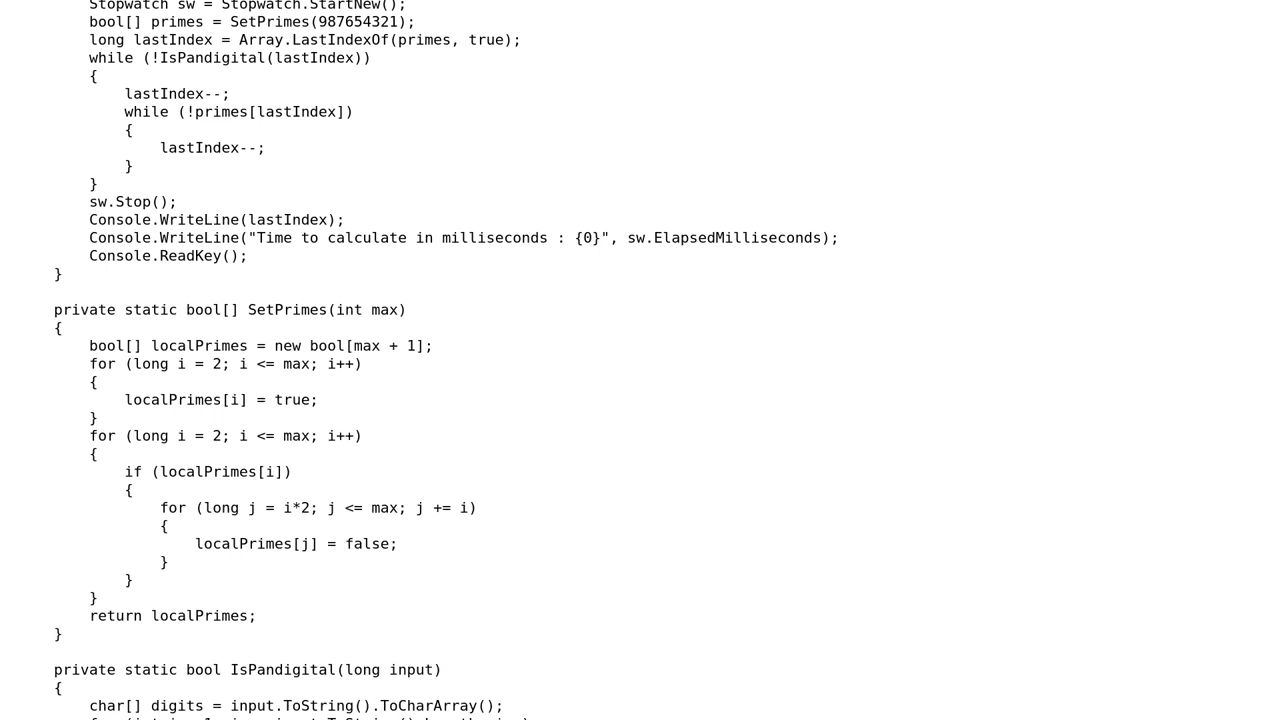 Stopwatch sw = Stopwatch.StartNew();
bool[] primes = SetPrimes(987654321);
long lastIndex = Array.LastIndexOf(primes, true);
while (!IsPandigital(lastIndex))
{
lastIndex--;
while (!primes[lastIndex])
{
lastIndex--;
}
}
sw.Stop();
Console.WriteLine(lastIndex);
Console.WriteLine("Time to calculate in milliseconds : {0}", sw.ElapsedMilliseconds);
Console.ReadKey();
}
private static bool[] SetPrimes(int max)
{
bool[] localPrimes = new bool[max + 1];
for (long i = 2; i <= max; i++)
{
localPrimes[i] = true;
}
for (long i = 2; i <= max; i++)
{
if (localPrimes[i])
{
for (long j = i*2; j <= max; j += i)
{
localPrimes[j] = false;
}
}
}
return localPrimes;
}
private static bool IsPandigital(long input)
{
char[] digits = input.ToString().ToCharArray();